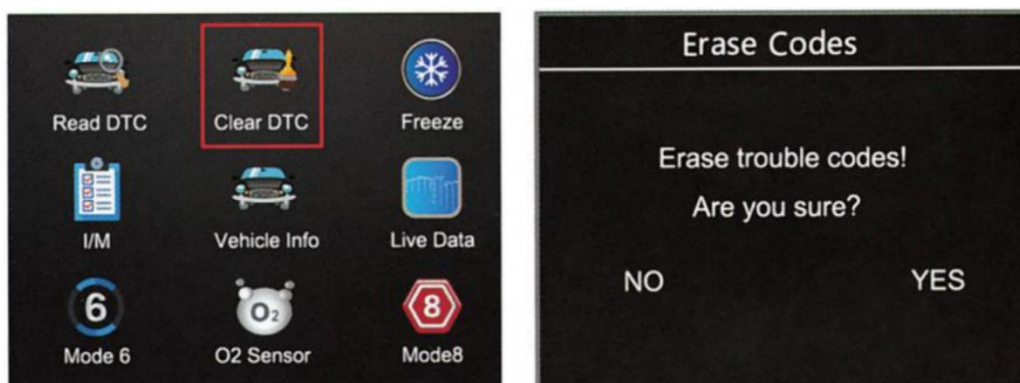 Read DTC
Clear DTC
Freeze
I/M
Vehicle Info
Live Data
6
Mode 6
O2
O2 Sensor
8
Mode8
Erase Codes
Erase trouble codes!
Are you sure?
NO
YES